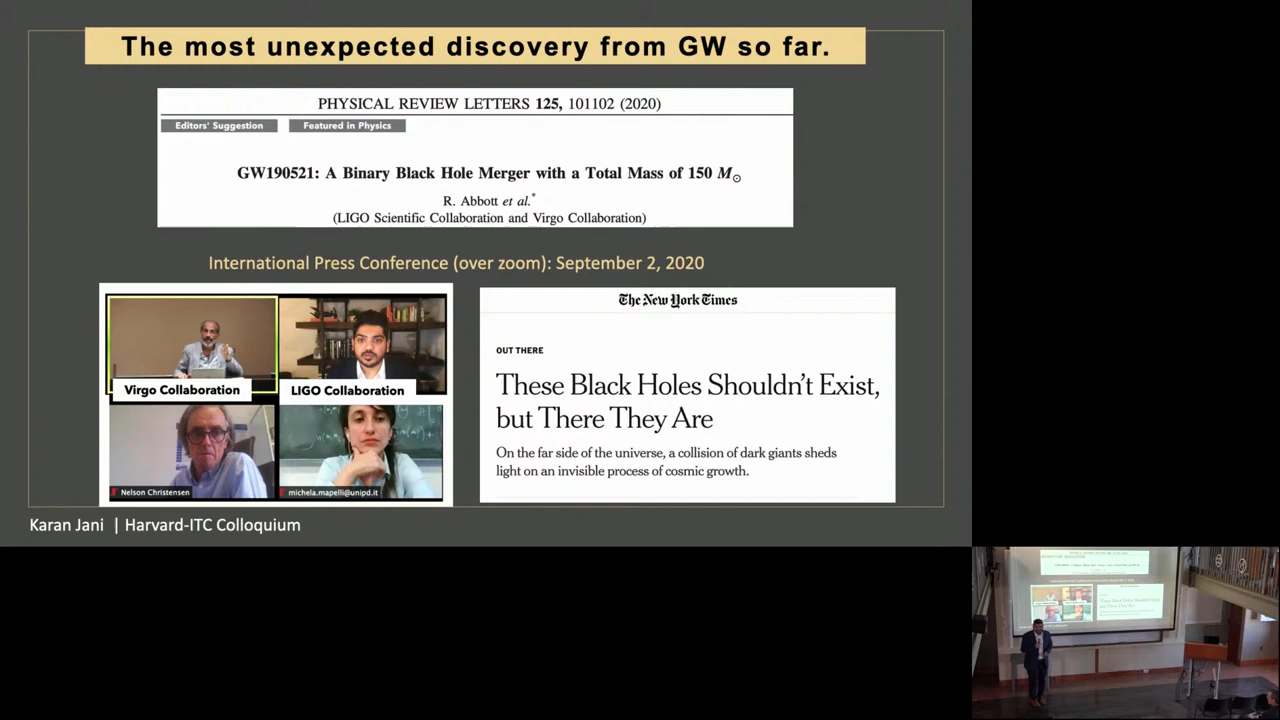 The most unexpected discovery from GW so far.
PHYSICAL REVIEW LETTERS 125, 101102 (2020)
Editors' Suggestion
Featured in Physics
GW190521: A Binary Black Hole Merger with a Total Mass of 150 M☉
R. Abbott et al.*
(LIGO Scientific Collaboration and Virgo Collaboration)
International Press Conference (over zoom): September 2, 2020
Virgo Collaboration
LIGO Collaboration
Nelson Christensen
michela.mapelli@unipd.it
The New York Times
OUT THERE
These Black Holes Shouldn't Exist,
but There They Are
On the far side of the universe, a collision of dark giants sheds
light on an invisible process of cosmic growth.
Karan Jani | Harvard-ITC Colloquium